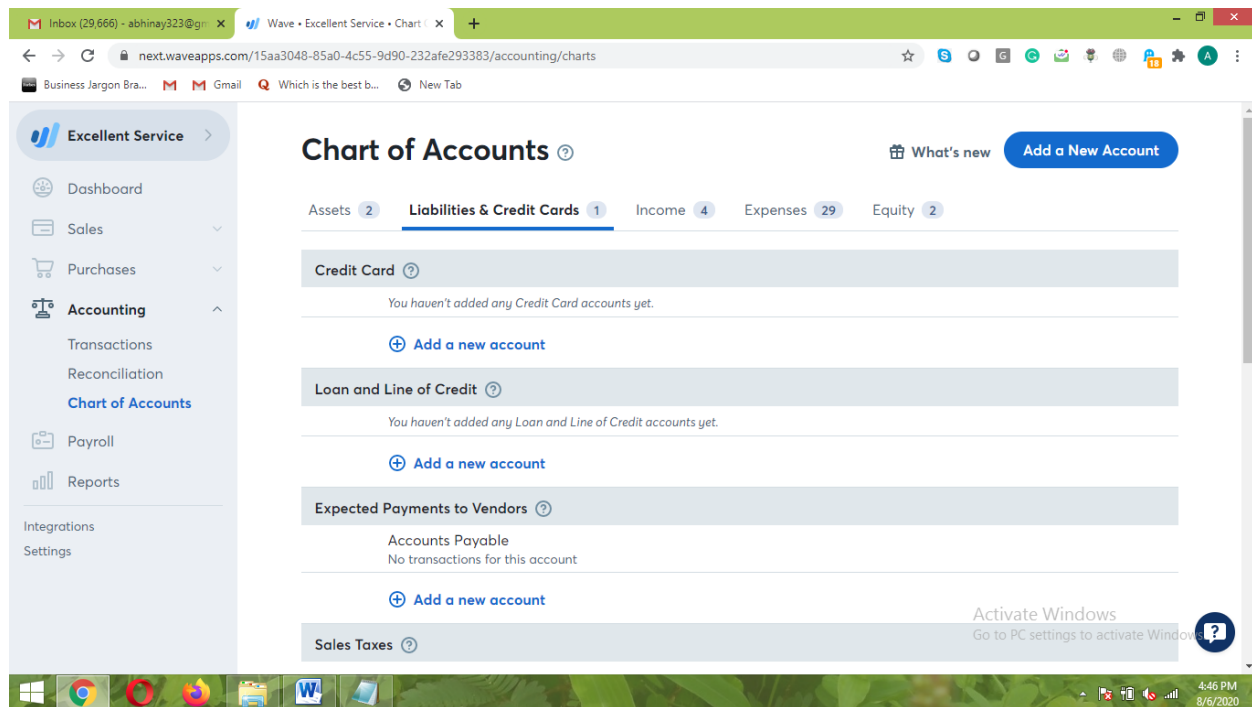 Inbox (29,666) - abhinay323@gm
Wave • Excellent Service • Chart
next.waveapps.com/15aa3048-85a0-4c55-9d90-232afe293383/accounting/charts
Business Jargon Bra...
Gmail
Which is the best b...
New Tab
18
A
Excellent Service
Dashboard
Sales
Purchases
Accounting
Transactions
Reconciliation
Chart of Accounts
Payroll
Reports
Integrations
Settings
Chart of Accounts
What's new
Add a New Account
Assets 2
Liabilities & Credit Cards 1
Income 4
Expenses 29
Equity 2
Credit Card
You haven't added any Credit Card accounts yet.
Add a new account
Loan and Line of Credit
You haven't added any Loan and Line of Credit accounts yet.
Add a new account
Expected Payments to Vendors
Accounts Payable
No transactions for this account
Add a new account
Sales Taxes
Activate Windows
Go to PC settings to activate Windows
4:46 PM
8/6/2020